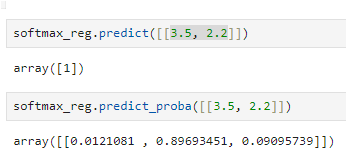 softmax_reg.predict([[3.5, 2.2]])
array([1])
softmax_reg.predict_proba([[3.5, 2.2]])
array([[0.0121081 , 0.89693451, 0.09095739]])